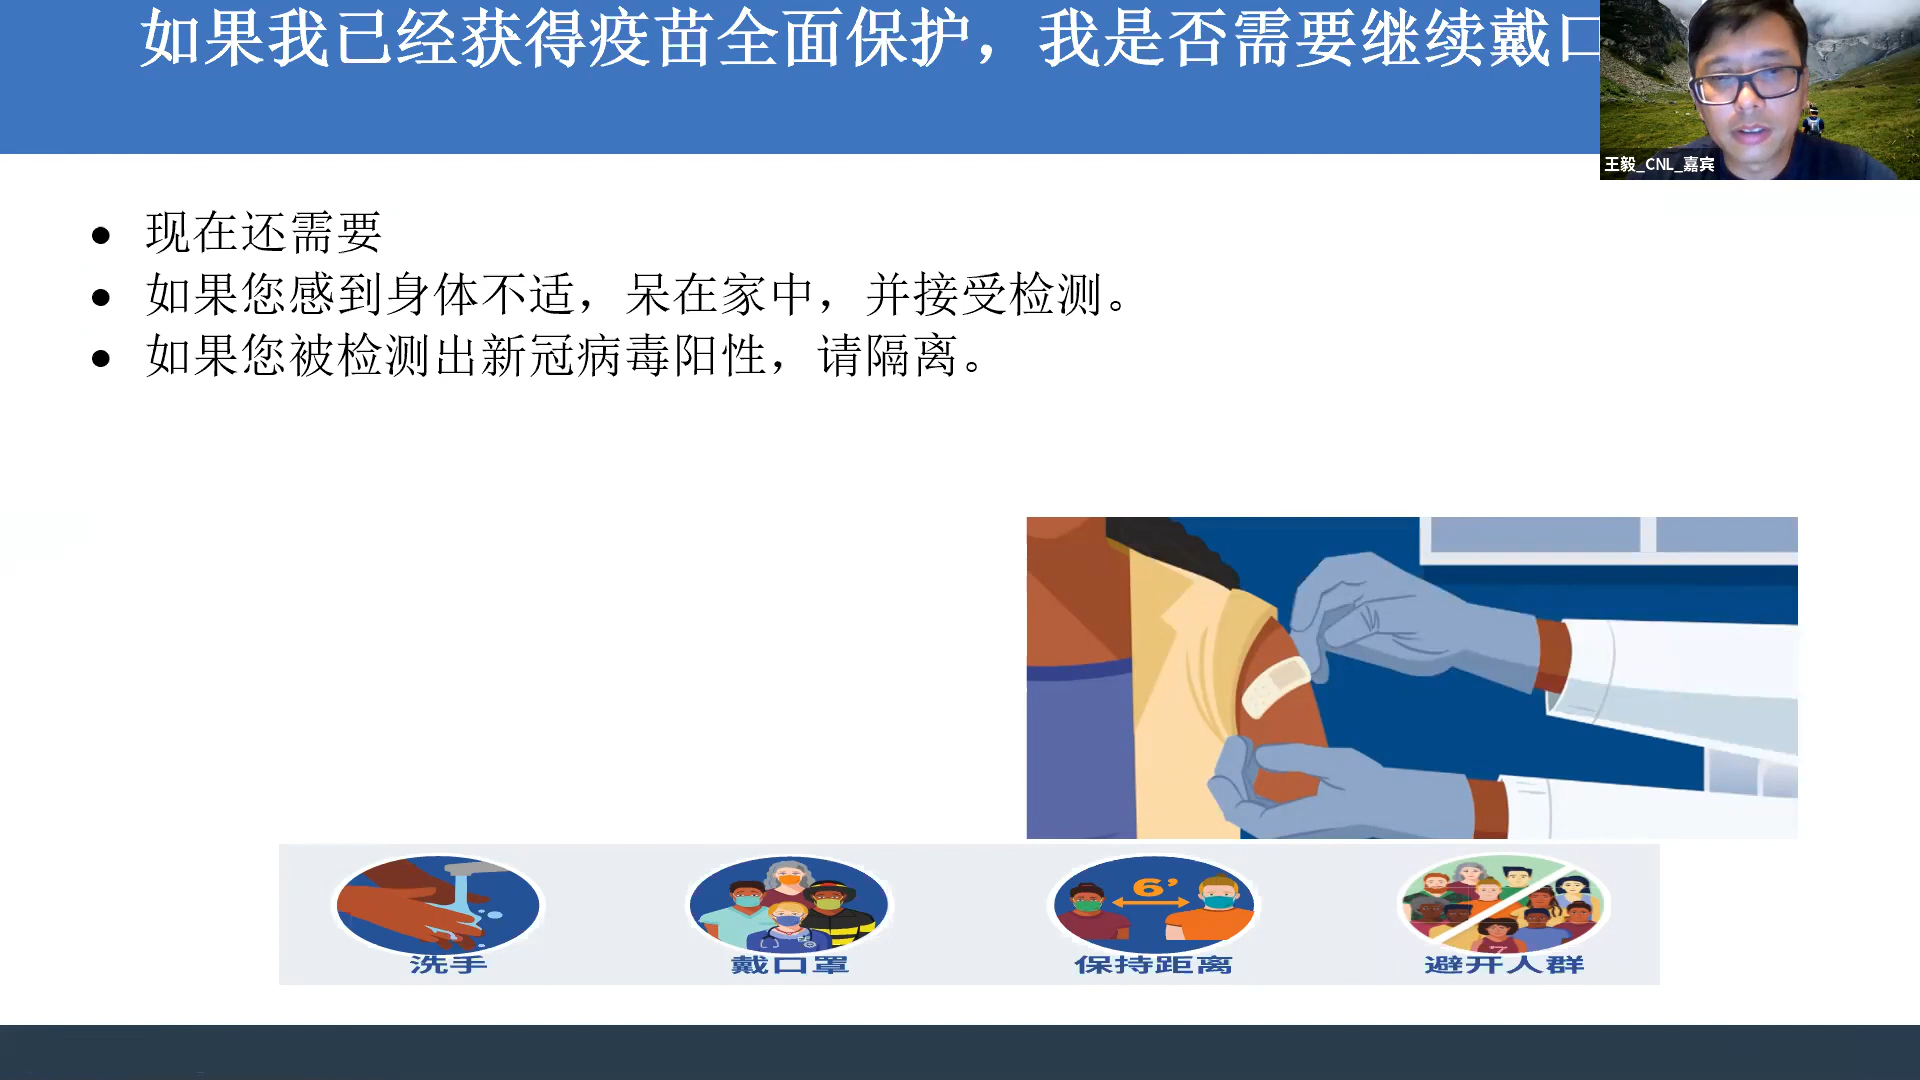 如果我已经获得疫苗全面保护，我是否需要继续戴口
王毅_CNL_嘉宾
● 现在还需要
● 如果您感到身体不适，呆在家中，并接受检测。
● 如果您被检测出新冠病毒阳性，请隔离。
6’
洗手
戴口罩
保持距离
避开人群